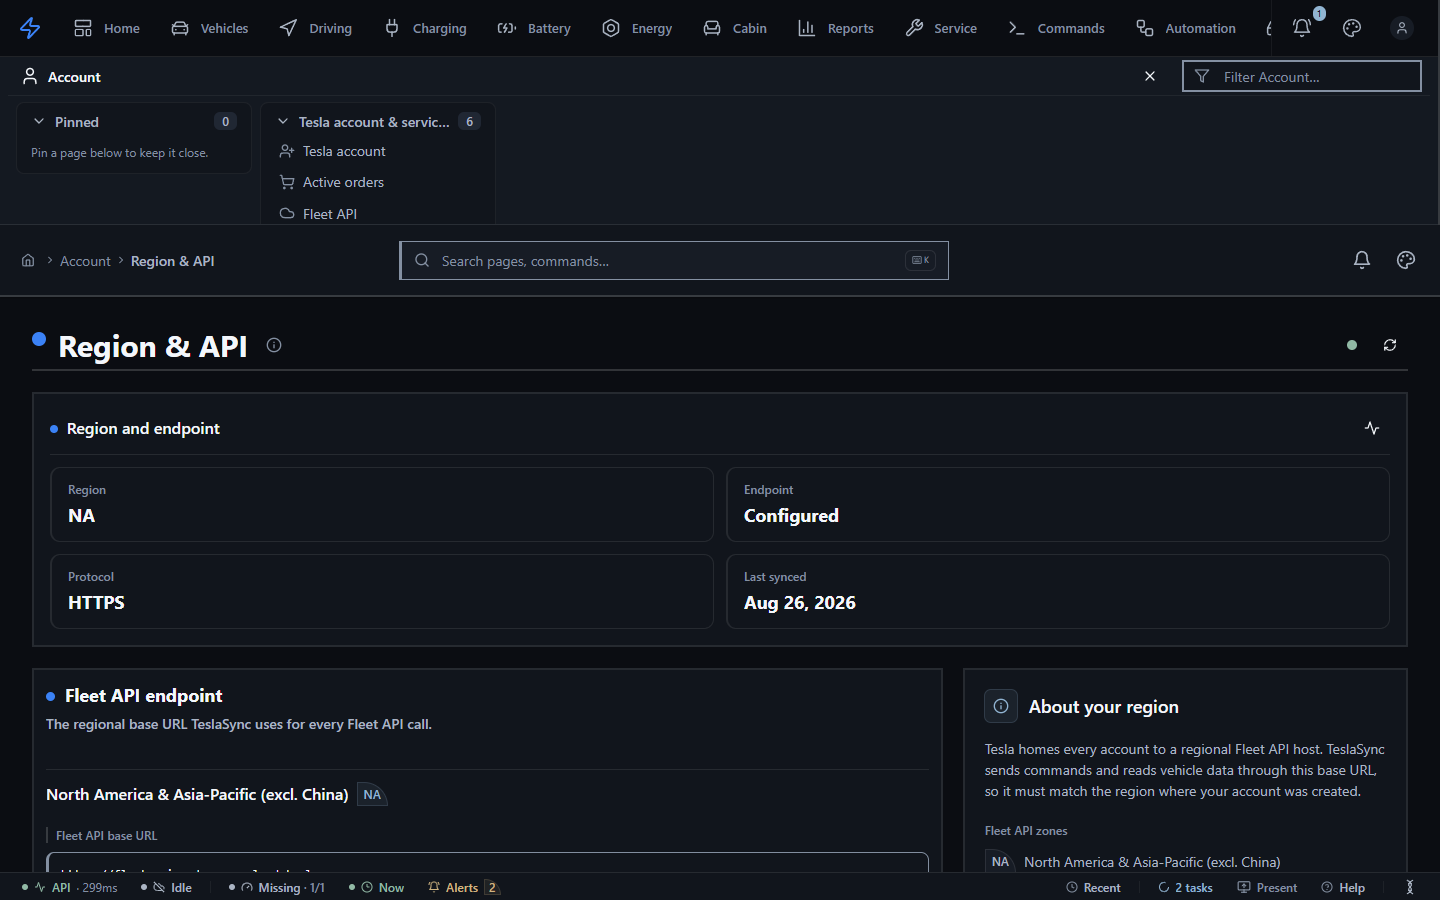 Home Vehicles Driving Charging Battery Energy Cabin Reports Service Commands Automation 1
Account
Filter Account...
Pinned 0
Pin a page below to keep it close.
Tesla account & servic... 6
Tesla account
Active orders
Fleet API
Account Region & API
Search pages, commands... K
Region & API
Region and endpoint
Region
NA
Endpoint
Configured
Protocol
HTTPS
Last synced
Aug 26, 2026
Fleet API endpoint
The regional base URL TeslaSync uses for every Fleet API call.
North America & Asia-Pacific (excl. China) NA
Fleet API base URL
About your region
Tesla homes every account to a regional Fleet API host. TeslaSync
sends commands and reads vehicle data through this base URL,
so it must match the region where your account was created.
Fleet API zones
NA North America & Asia-Pacific (excl. China)
API · 299ms Idle Missing · 1/1 Now Alerts 2 Recent 2 tasks Present Help